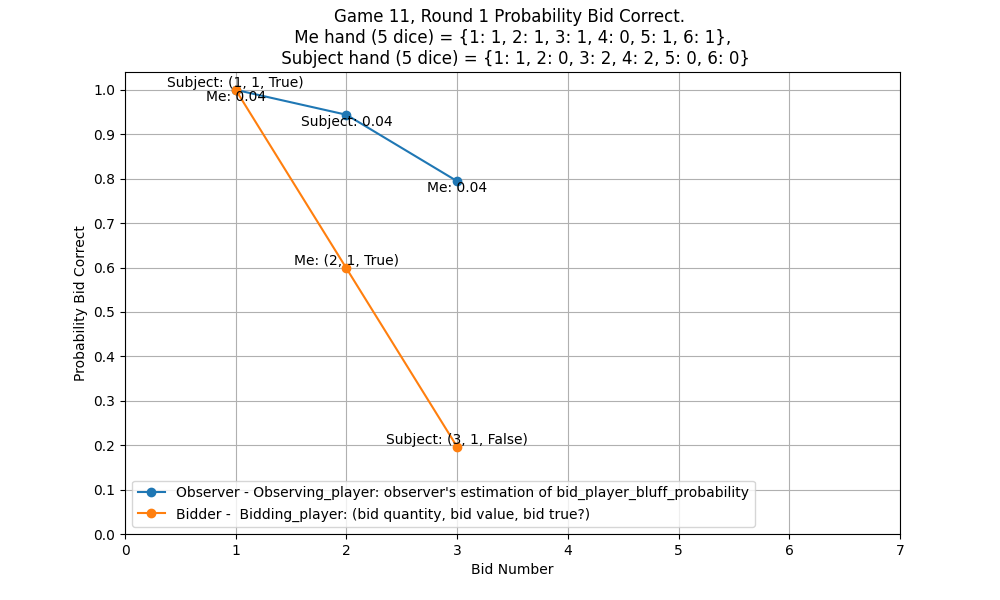 Game 11, Round 1 Probability Bid Correct.
Me hand (5 dice) = {1: 1, 2: 1, 3: 1, 4: 0, 5: 1, 6: 1},
Subject hand (5 dice) = {1: 1, 2: 0, 3: 2, 4: 2, 5: 0, 6: 0}
Subject: (1, 1, True)
Me: 0.04
Subject: 0.04
Me: 0.04
Me: (2, 1, True)
Subject: (3, 1, False)
Probability Bid Correct
1.0
0.9
0.8
0.7
0.6
0.5
0.4
0.3
0.2
0.1
0.0
Observer - Observing_player: observer's estimation of bid_player_bluff_probability
Bidder -  Bidding_player: (bid quantity, bid value, bid true?)
0 1 2 3 4 5 6 7
Bid Number